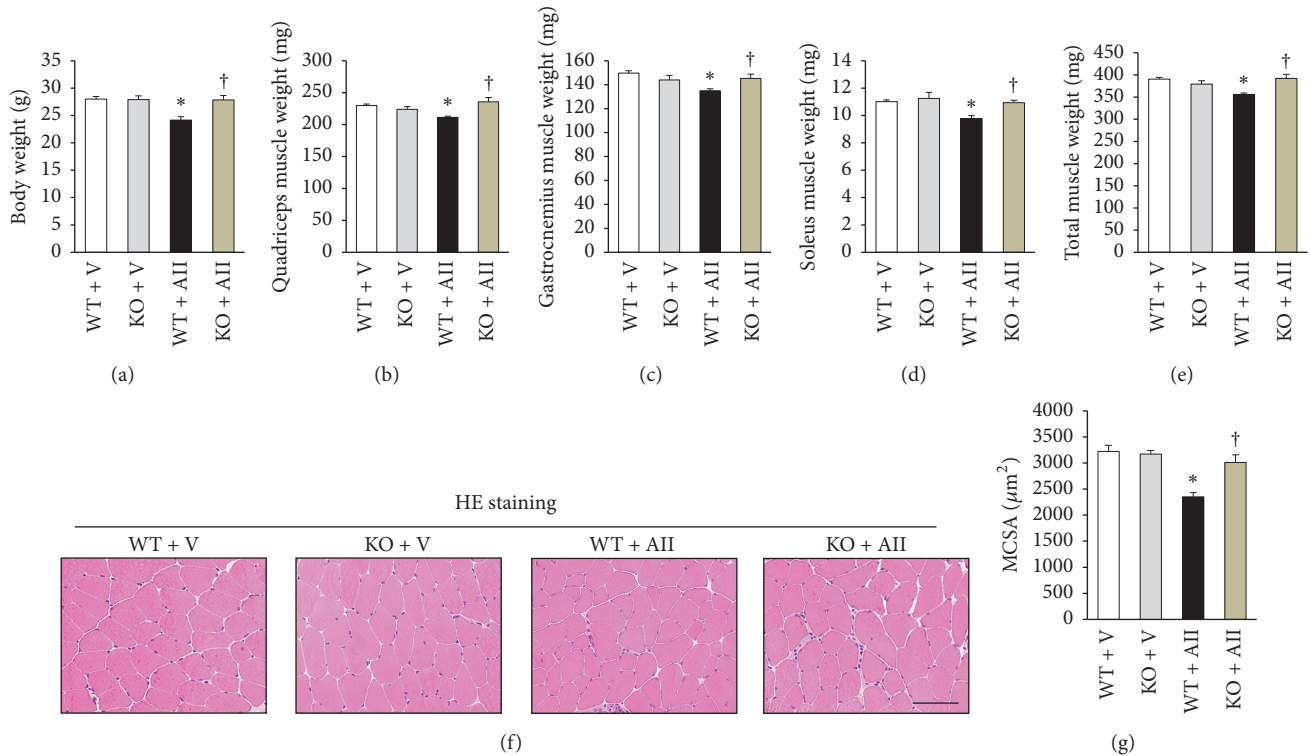 Body weight (g)
35
30
25
20
15
10
5
0
*
†
WT + V
KO + V
WT + AII
KO + AII
(a)
Quadriceps muscle weight (mg)
300
250
200
150
100
50
0
*
†
WT + V
KO + V
WT + AII
KO + AII
(b)
Gastrocnemius muscle weight (mg)
160
140
120
100
80
60
40
20
0
*
†
WT + V
KO + V
WT + AII
KO + AII
(c)
Soleus muscle weight (mg)
14
12
10
8
6
4
2
0
*
†
WT + V
KO + V
WT + AII
KO + AII
(d)
Total muscle weight (mg)
450
400
350
300
250
200
150
100
50
0
*
†
WT + V
KO + V
WT + AII
KO + AII
(e)
HE staining
WT + V
KO + V
WT + AII
KO + AII
(f)
MCSA (μm²)
4000
3500
3000
2500
2000
1500
1000
500
0
*
†
WT + V
KO + V
WT + AII
KO + AII
(g)